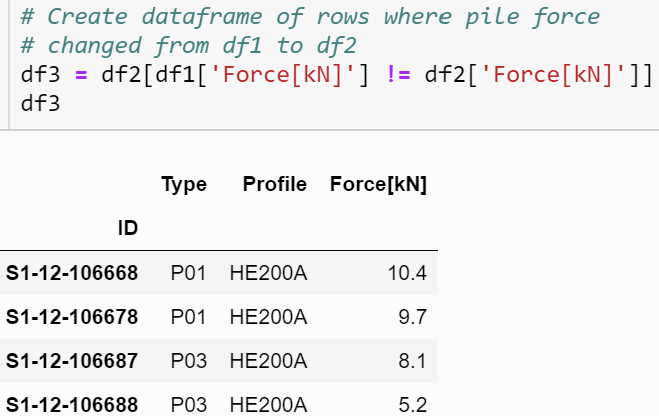 # Create dataframe of rows where pile force
# changed from df1 to df2
df3 = df2[df1['Force[kN]'] != df2['Force[kN]']]
df3
Type Profile Force[kN]
ID
S1-12-106668 P01 HE200A 10.4
S1-12-106678 P01 HE200A 9.7
S1-12-106687 P03 HE200A 8.1
S1-12-106688 P03 HE200A 5.2